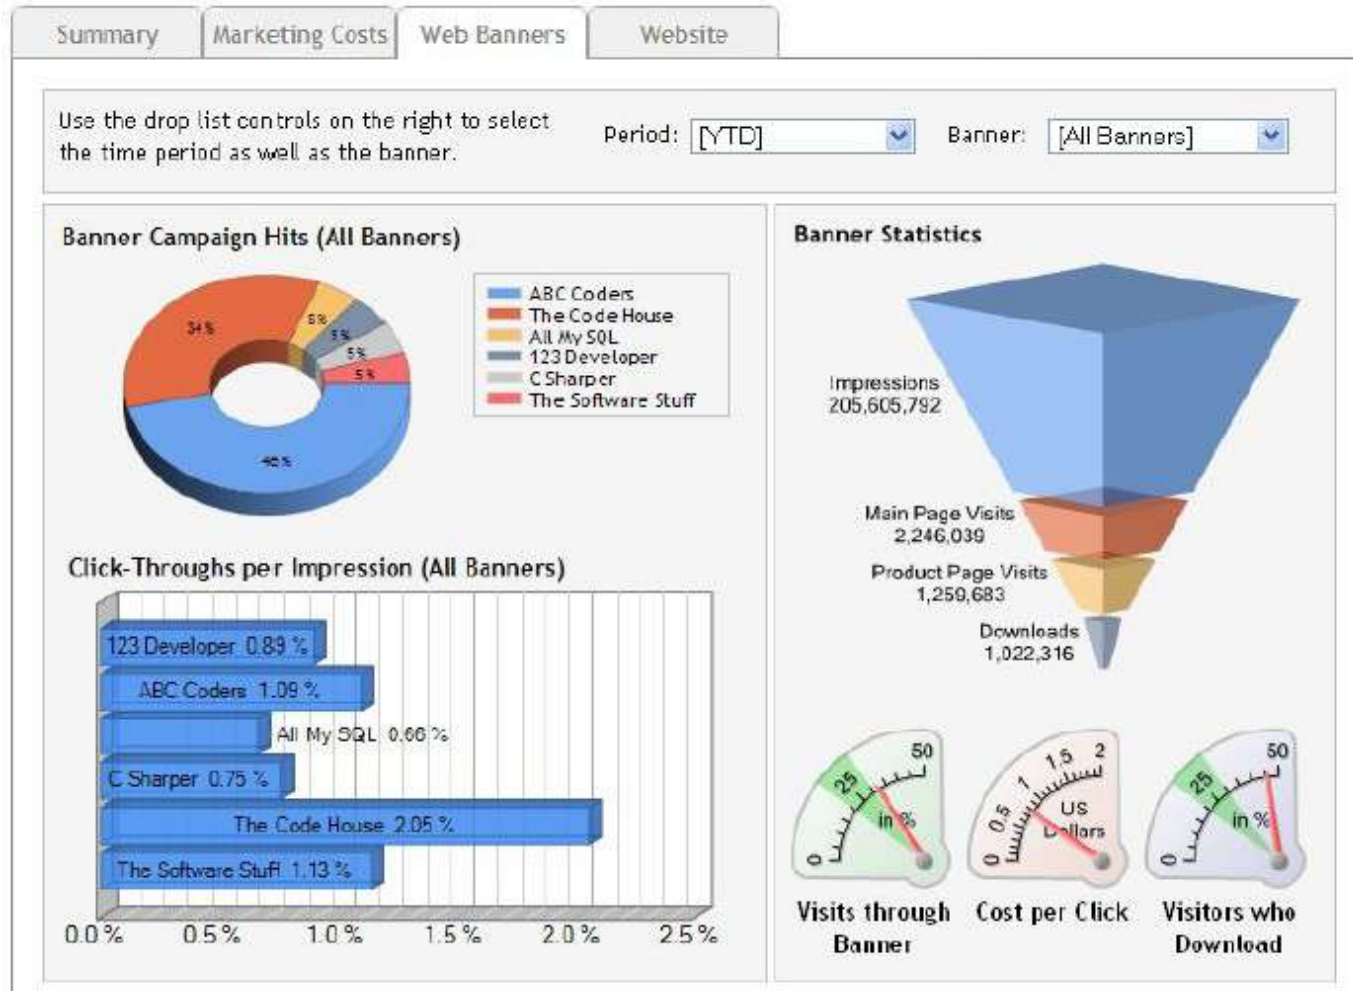 Summary
Marketing Costs
Web Banners
Website
Use the drop list controls on the right to select
the time period as well as the banner.
Period:
[YTD]
Banner:
[All Banners]
Banner Campaign Hits (All Banners)
34%
5%
5%
5%
ABC Coders
The Code House
All My SQL
123 Developer
C Sharper
The Software Stuff
Click-Throughs per Impression (All Banners)
123 Developer 0.89 %
ABC Coders 1.09 %
All My SQL 0.66 %
C Sharper 0.75 %
The Code House 2.05 %
The Software Stuff 1.13 %
0.0 % 0.5 % 1.0 % 1.5 % 2.0 % 2.5 %
Banner Statistics
Impressions
205,605,792
Main Page Visits
2,246,039
Product Page Visits
1,259,683
Downloads
1,022,316
0 25 50
in %
Visits through
Banner
0 0.5 1 1.5 2
US
Dollars
Cost per Click
0 25 50
in %
Visitors who
Download